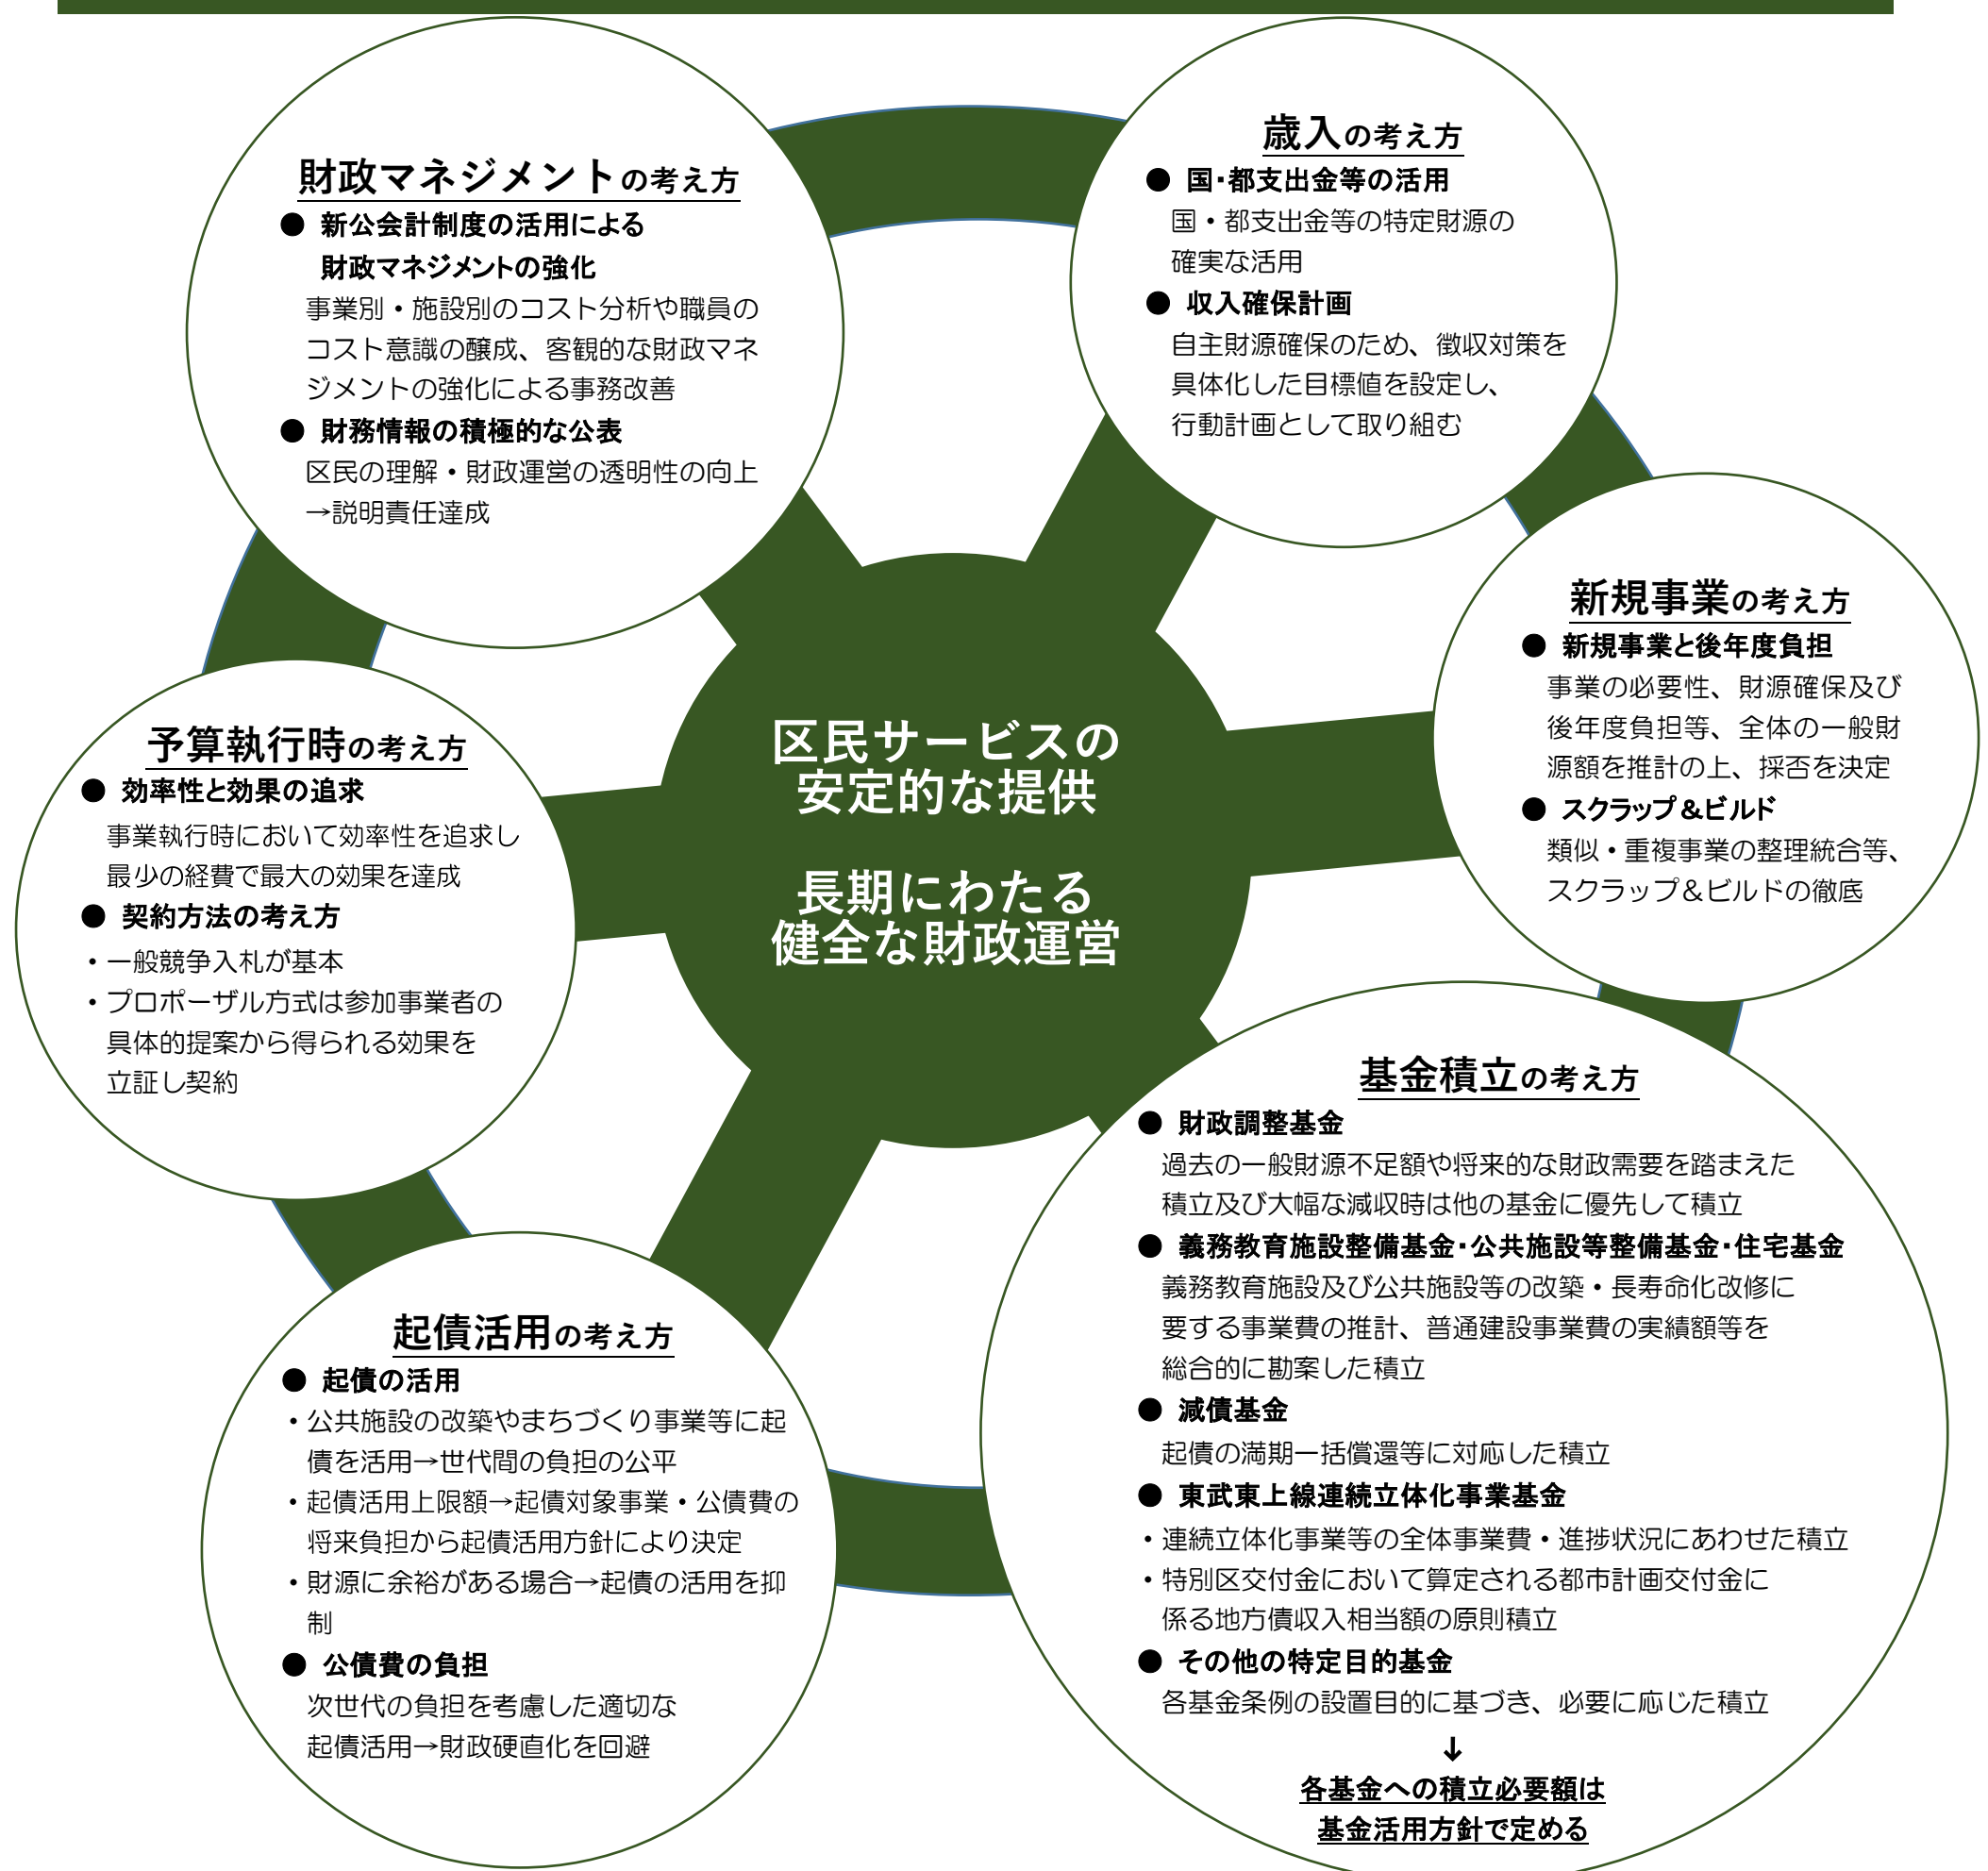 財政マネジメントの考え方
● 新公会計制度の活用による
財政マネジメントの強化
事業別・施設別のコスト分析や職員の
コスト意識の醸成、客観的な財政マネ
ジメントの強化による事務改善
● 財務情報の積極的な公表
区民の理解・財政運営の透明性の向上
→説明責任達成
歳入の考え方
● 国・都支出金等の活用
国・都支出金等の特定財源の
確実な活用
● 収入確保計画
自主財源確保のため、徴収対策を
具体化した目標値を設定し、
行動計画として取り組む
新規事業の考え方
● 新規事業と後年度負担
事業の必要性、財源確保及び
後年度負担等、全体の一般財
源額を推計の上、採否を決定
● スクラップ＆ビルド
類似・重複事業の整理統合等、
スクラップ＆ビルドの徹底
予算執行時の考え方
● 効率性と効果の追求
事業執行時において効率性を追求し
最少の経費で最大の効果を達成
● 契約方法の考え方
・一般競争入札が基本
・プロポーザル方式は参加事業者の
具体的提案から得られる効果を
立証し契約
区民サービスの
安定的な提供
長期にわたる
健全な財政運営
基金積立の考え方
● 財政調整基金
過去の一般財源不足額や将来的な財政需要を踏まえた
積立及び大幅な減収時は他の基金に優先して積立
● 義務教育施設整備基金・公共施設等整備基金・住宅基金
義務教育施設及び公共施設等の改築・長寿命化改修に
要する事業費の推計、普通建設事業費の実績額等を
総合的に勘案した積立
● 減債基金
起債の満期一括償還等に対応した積立
● 東武東上線連続立体化事業基金
・連続立体化事業等の全体事業費・進捗状況にあわせた積立
・特別区交付金において算定される都市計画交付金に
係る地方債収入相当額の原則積立
● その他の特定目的基金
各基金条例の設置目的に基づき、必要に応じた積立
↓
各基金への積立必要額は
基金活用方針で定める
起債活用の考え方
● 起債の活用
・公共施設の改築やまちづくり事業等に起
債を活用→世代間の負担の公平
・起債活用上限額→起債対象事業・公債費の
将来負担から起債活用方針により決定
・財源に余裕がある場合→起債の活用を抑
制
● 公債費の負担
次世代の負担を考慮した適切な
起債活用→財政硬直化を回避